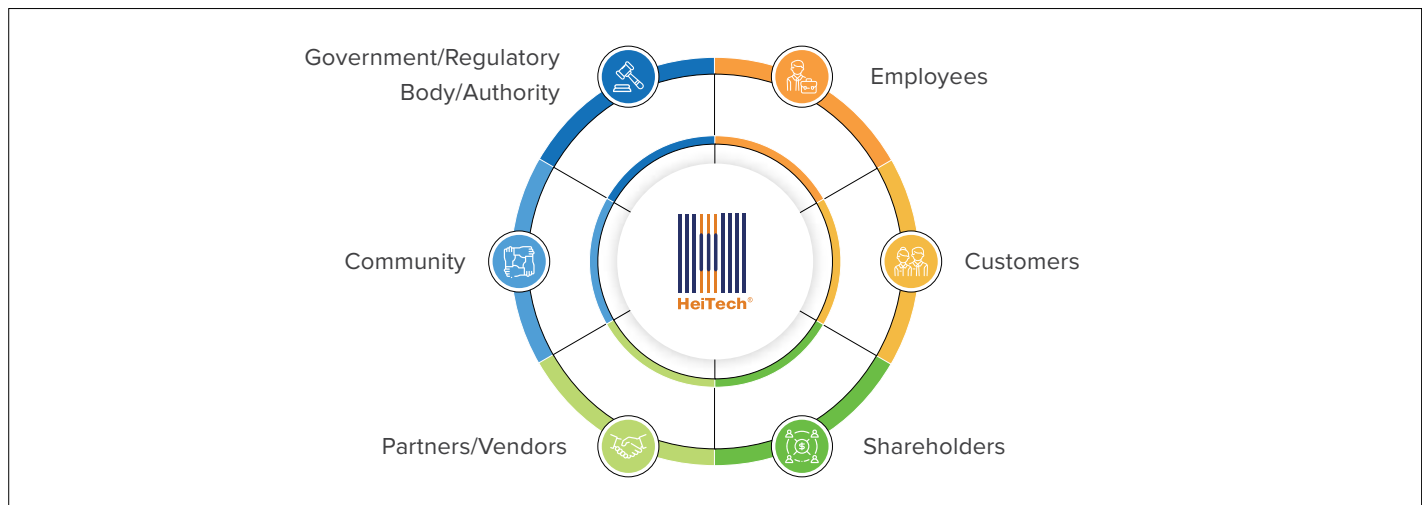 Government/Regulatory
Body/Authority
Employees
Community
HeiTech®
Customers
Partners/Vendors
Shareholders